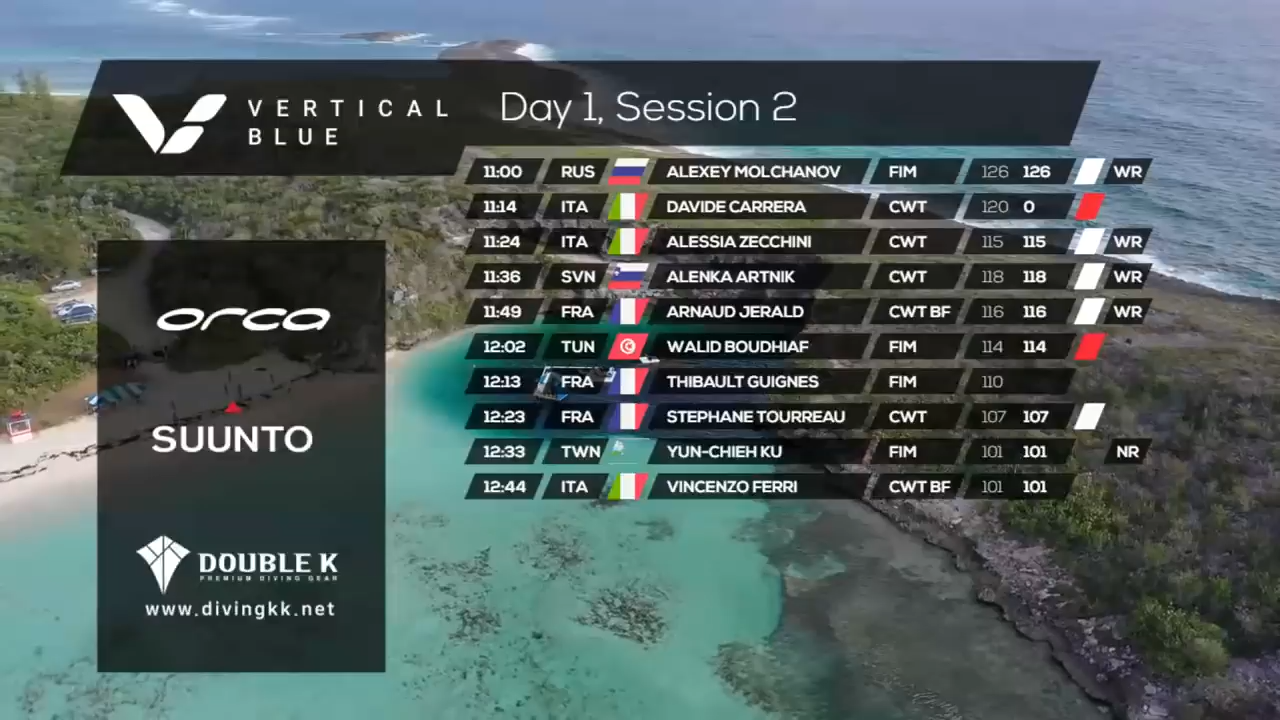 VERTICAL BLUE
Day 1, Session 2
11:00 RUS ALEXEY MOLCHANOV FIM 126 126 WR
11:14 ITA DAVIDE CARRERA CWT 120 0
11:24 ITA ALESSIA ZECCHINI CWT 115 115 WR
11:36 SVN ALENKA ARTNIK CWT 118 118 WR
11:49 FRA ARNAUD JERALD CWT BF 116 116 WR
12:02 TUN WALID BOUDHIAF FIM 114 114
12:13 FRA THIBAULT GUIGNES FIM 110
12:23 FRA STEPHANE TOURREAU CWT 107 107
12:33 TWN YUN-CHIEH KU FIM 101 101 NR
12:44 ITA VINCENZO FERRI CWT BF 101 101
orca
SUUNTO
DOUBLE K
PREMIUM DIVING GEAR
www.divingkk.net